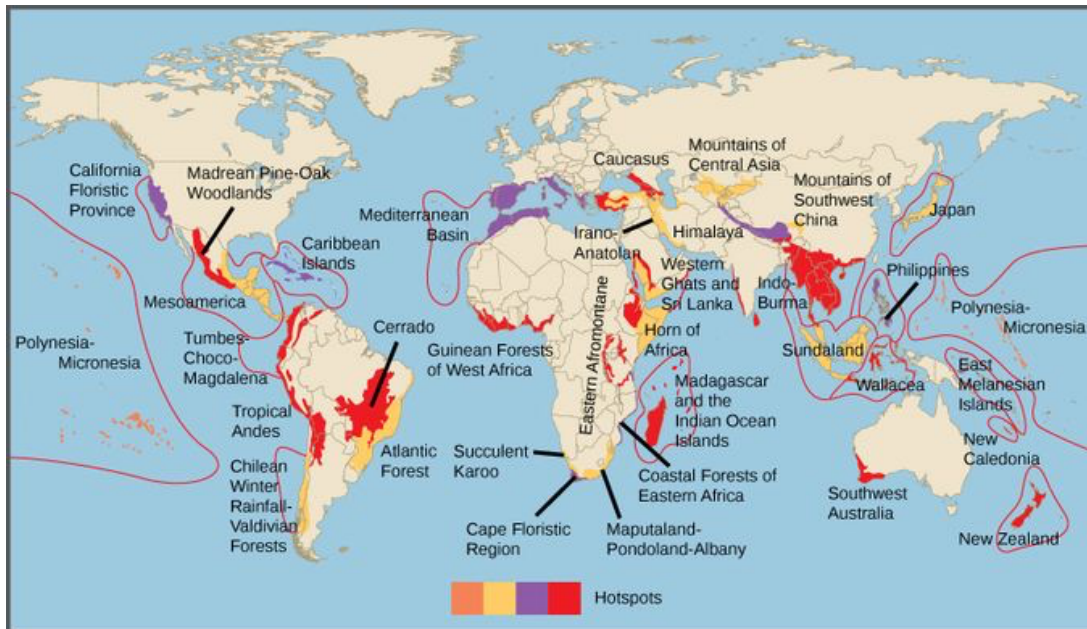 California
Floristic
Province
Madrean Pine-Oak
Woodlands
Caribbean
Islands
Mesoamerica
Polynesia-
Micronesia
Tumbes-
Choco-
Magdalena
Tropical
Andes
Chilean
Winter
Rainfall-
Valdivian
Forests
Cerrado
Atlantic
Forest
Mediterranean
Basin
Caucasus
Irano-
Anatolan
Mountains of
Central Asia
Mountains of
Southwest
China
Himalaya
Japan
Western
Ghats and
Sri Lanka
Indo-
Burma
Philippines
Polynesia-
Micronesia
Guinean Forests
of West Africa
Eastern Afromontane
Horn of
Africa
Sundaland
Wallacea
East
Melanesian
Islands
Madagascar
and the
Indian Ocean
Islands
Succulent
Karoo
Coastal Forests of
Eastern Africa
Cape Floristic
Region
Maputaland-
Pondoland-Albany
Southwest
Australia
New
Caledonia
New Zealand
Hotspots